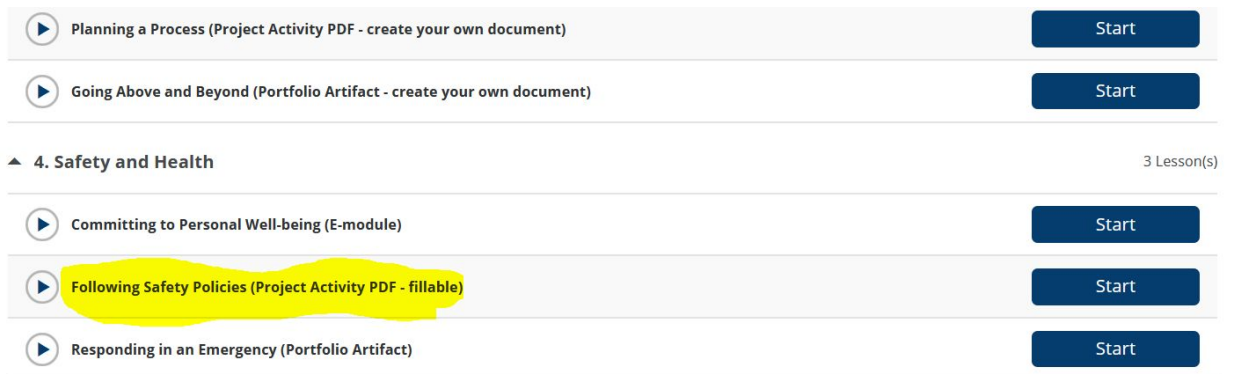 Planning a Process (Project Activity PDF - create your own document) Start
Going Above and Beyond (Portfolio Artifact - create your own document) Start
4. Safety and Health 3 Lesson(s)
Committing to Personal Well-being (E-module) Start
Following Safety Policies (Project Activity PDF - fillable) Start
Responding in an Emergency (Portfolio Artifact) Start